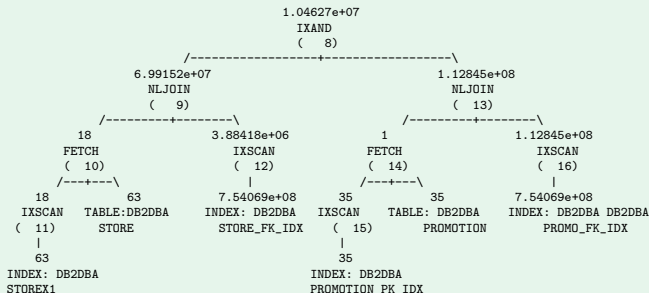 1.04627e+07
IXAND
( 8)
/------------------+------------------\
6.99152e+07 1.12845e+08
NLJOIN NLJOIN
( 9) ( 13)
/---------+--------\ /---------+--------\
18 3.88418e+06 1 1.12845e+08
FETCH IXSCAN FETCH IXSCAN
( 10) ( 12) ( 14) ( 16)
/---+---\ | /---+---\ |
18 63 7.54069e+08 35 35 7.54069e+08
IXSCAN TABLE:DB2DBA INDEX: DB2DBA IXSCAN TABLE: DB2DBA INDEX: DB2DBA DB2DBA
( 11) STORE STORE_FK_IDX ( 15) PROMOTION PROMO_FK_IDX
| |
63 35
INDEX: DB2DBA INDEX: DB2DBA
STOREX1 PROMOTION_PK_IDX